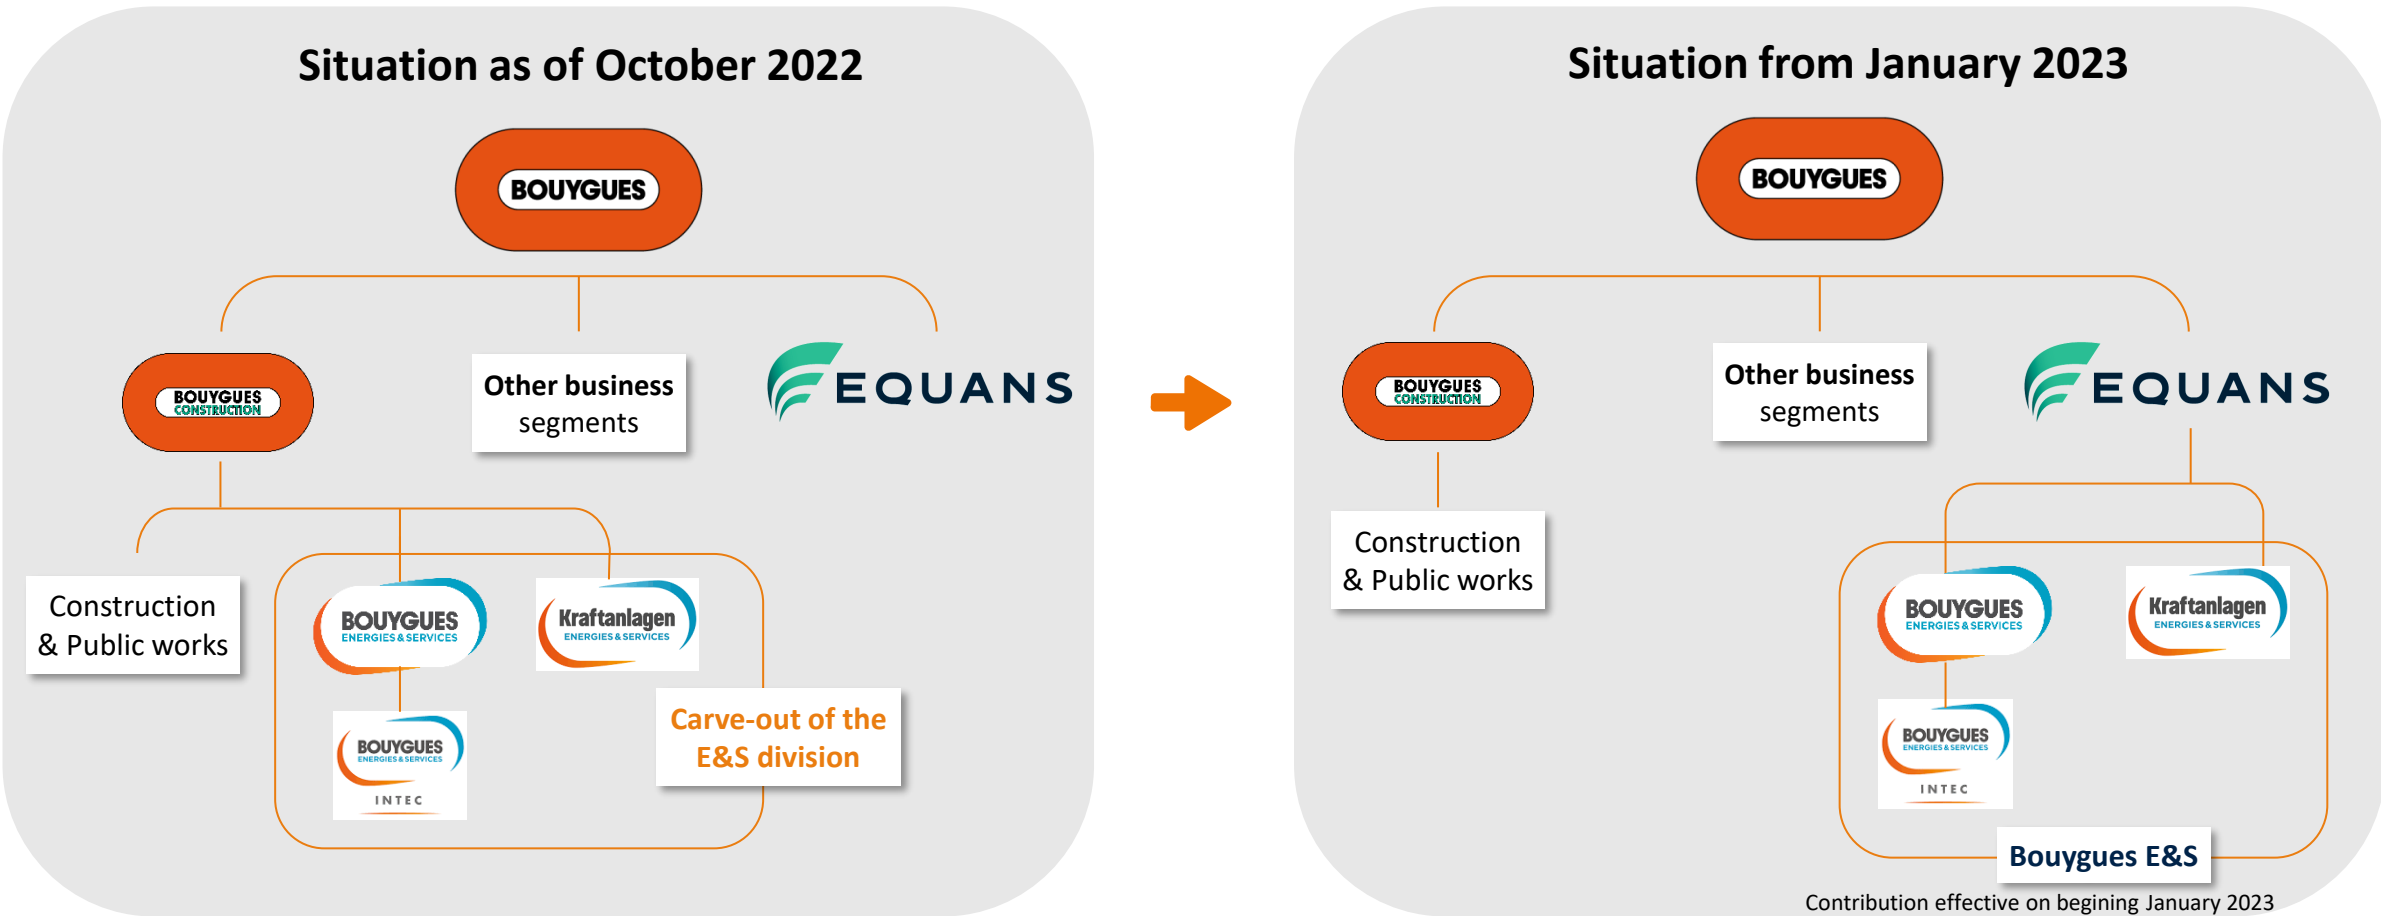 Situation as of October 2022
BOUYGUES
BOUYGUES
CONSTRUCTION
Other business
segments
EQUANS
Construction
& Public works
BOUYGUES
ENERGIES & SERVICES
Kraftanlagen
ENERGIES & SERVICES
BOUYGUES
ENERGIES & SERVICES
INTEC
Carve-out of the
E&S division
Situation from January 2023
BOUYGUES
BOUYGUES
CONSTRUCTION
Other business
segments
EQUANS
Construction
& Public works
BOUYGUES
ENERGIES & SERVICES
Kraftanlagen
ENERGIES & SERVICES
BOUYGUES
ENERGIES & SERVICES
INTEC
Bouygues E&S
Contribution effective on begining January 2023